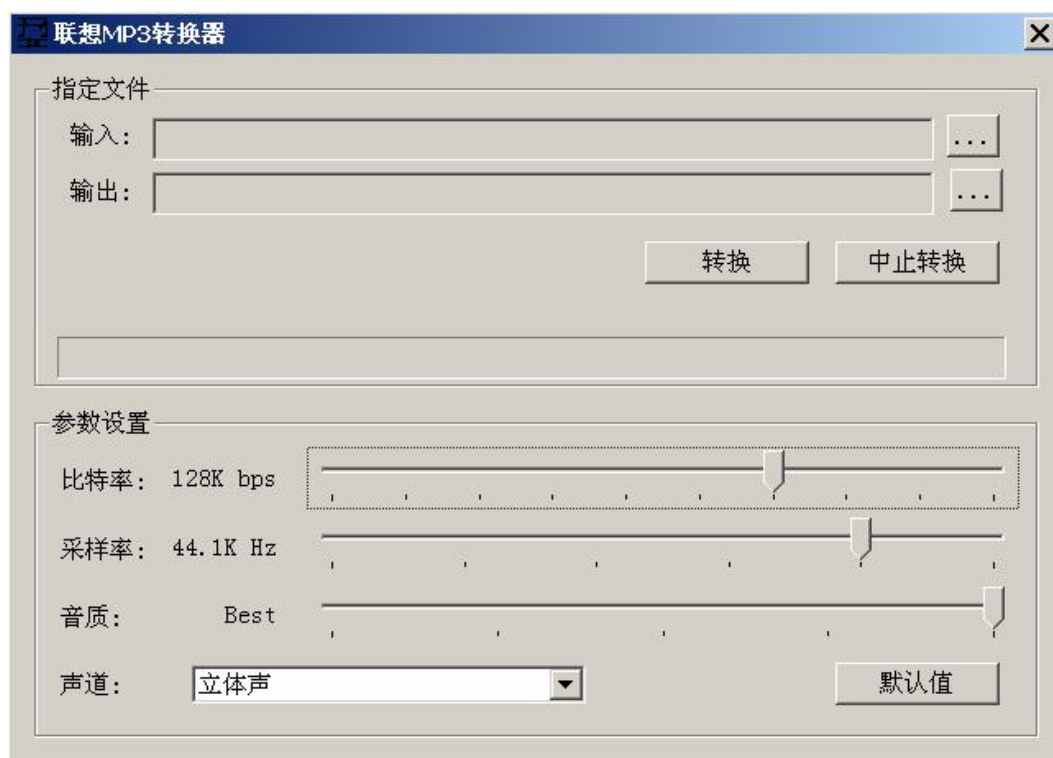 联想MP3转换器
指定文件
输入:
...
输出:
...
转换 中止转换
参数设置
比特率: 128K bps
采样率: 44.1K Hz
音质: Best
声道: 立体声 默认值